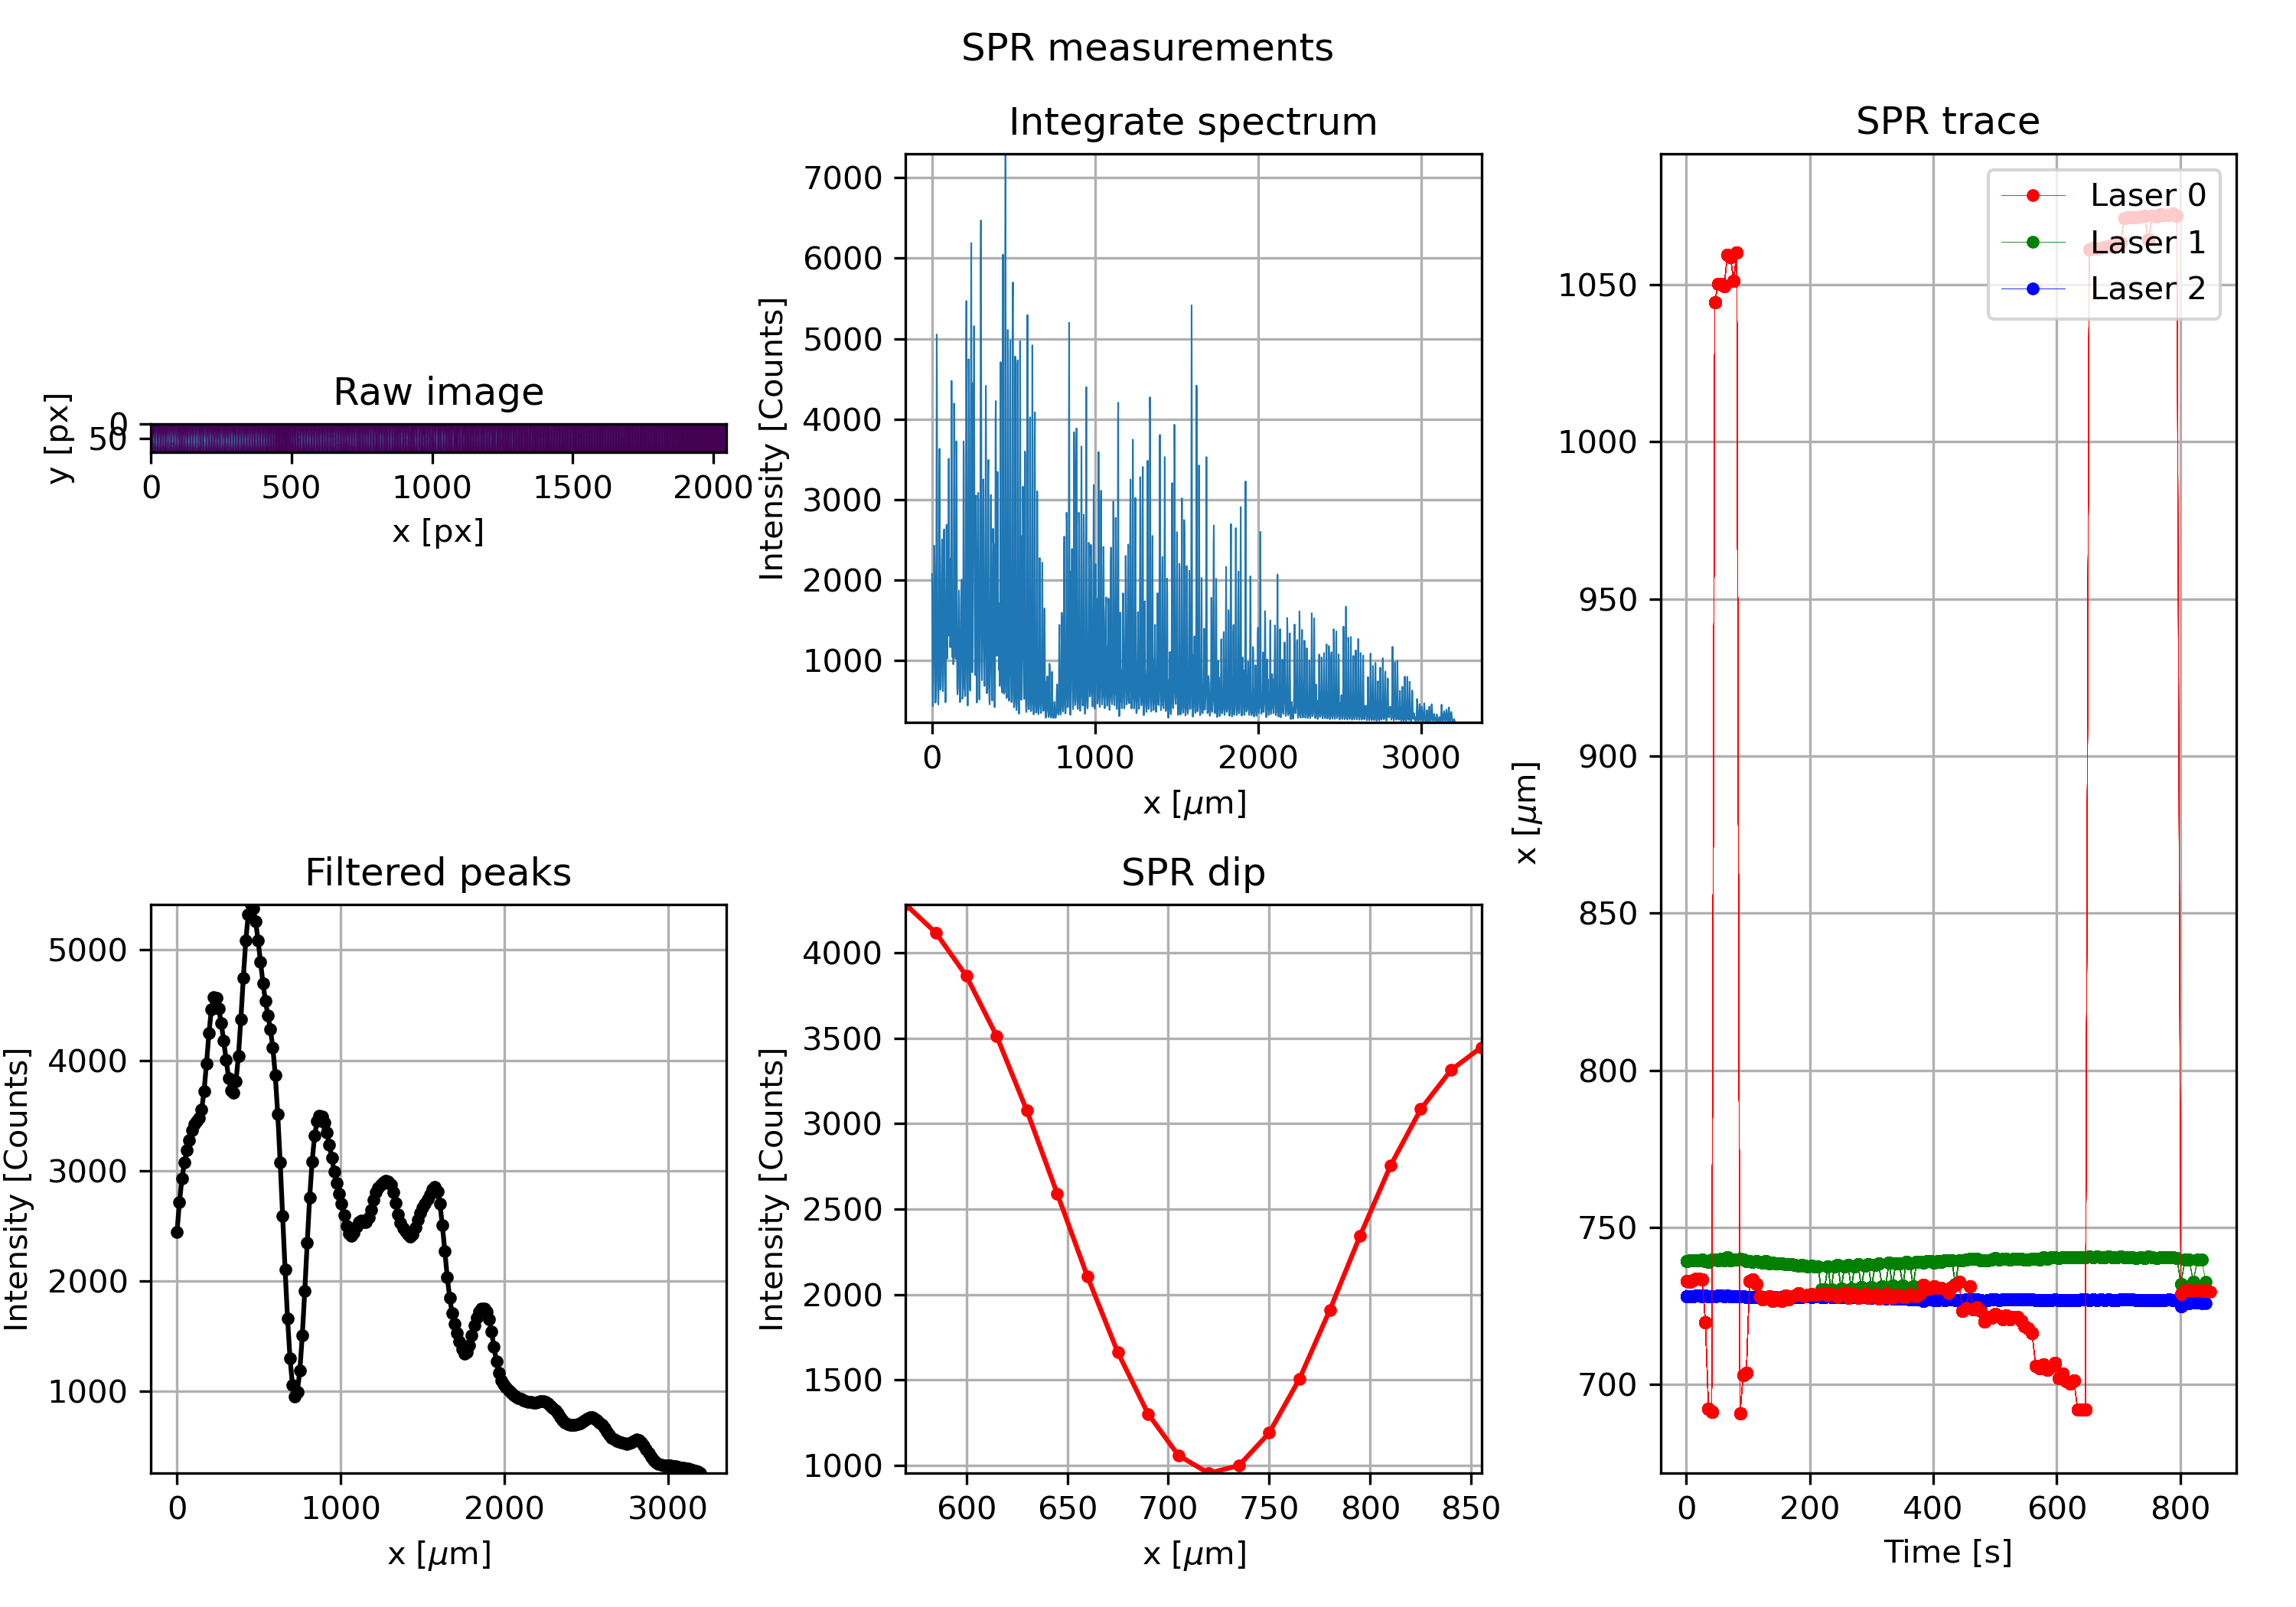 SPR measurements
Raw image
y [px]
0
50
0 500 1000 1500 2000
x [px]
Integrate spectrum
Intensity [Counts]
7000
6000
5000
4000
3000
2000
1000
0 1000 2000 3000
x [μm]
SPR trace
Laser 0
Laser 1
Laser 2
x [μm]
1050
1000
950
900
850
800
750
700
0 200 400 600 800
Time [s]
Filtered peaks
Intensity [Counts]
5000
4000
3000
2000
1000
0 1000 2000 3000
x [μm]
SPR dip
Intensity [Counts]
4000
3500
3000
2500
2000
1500
1000
600 650 700 750 800 850
x [μm]